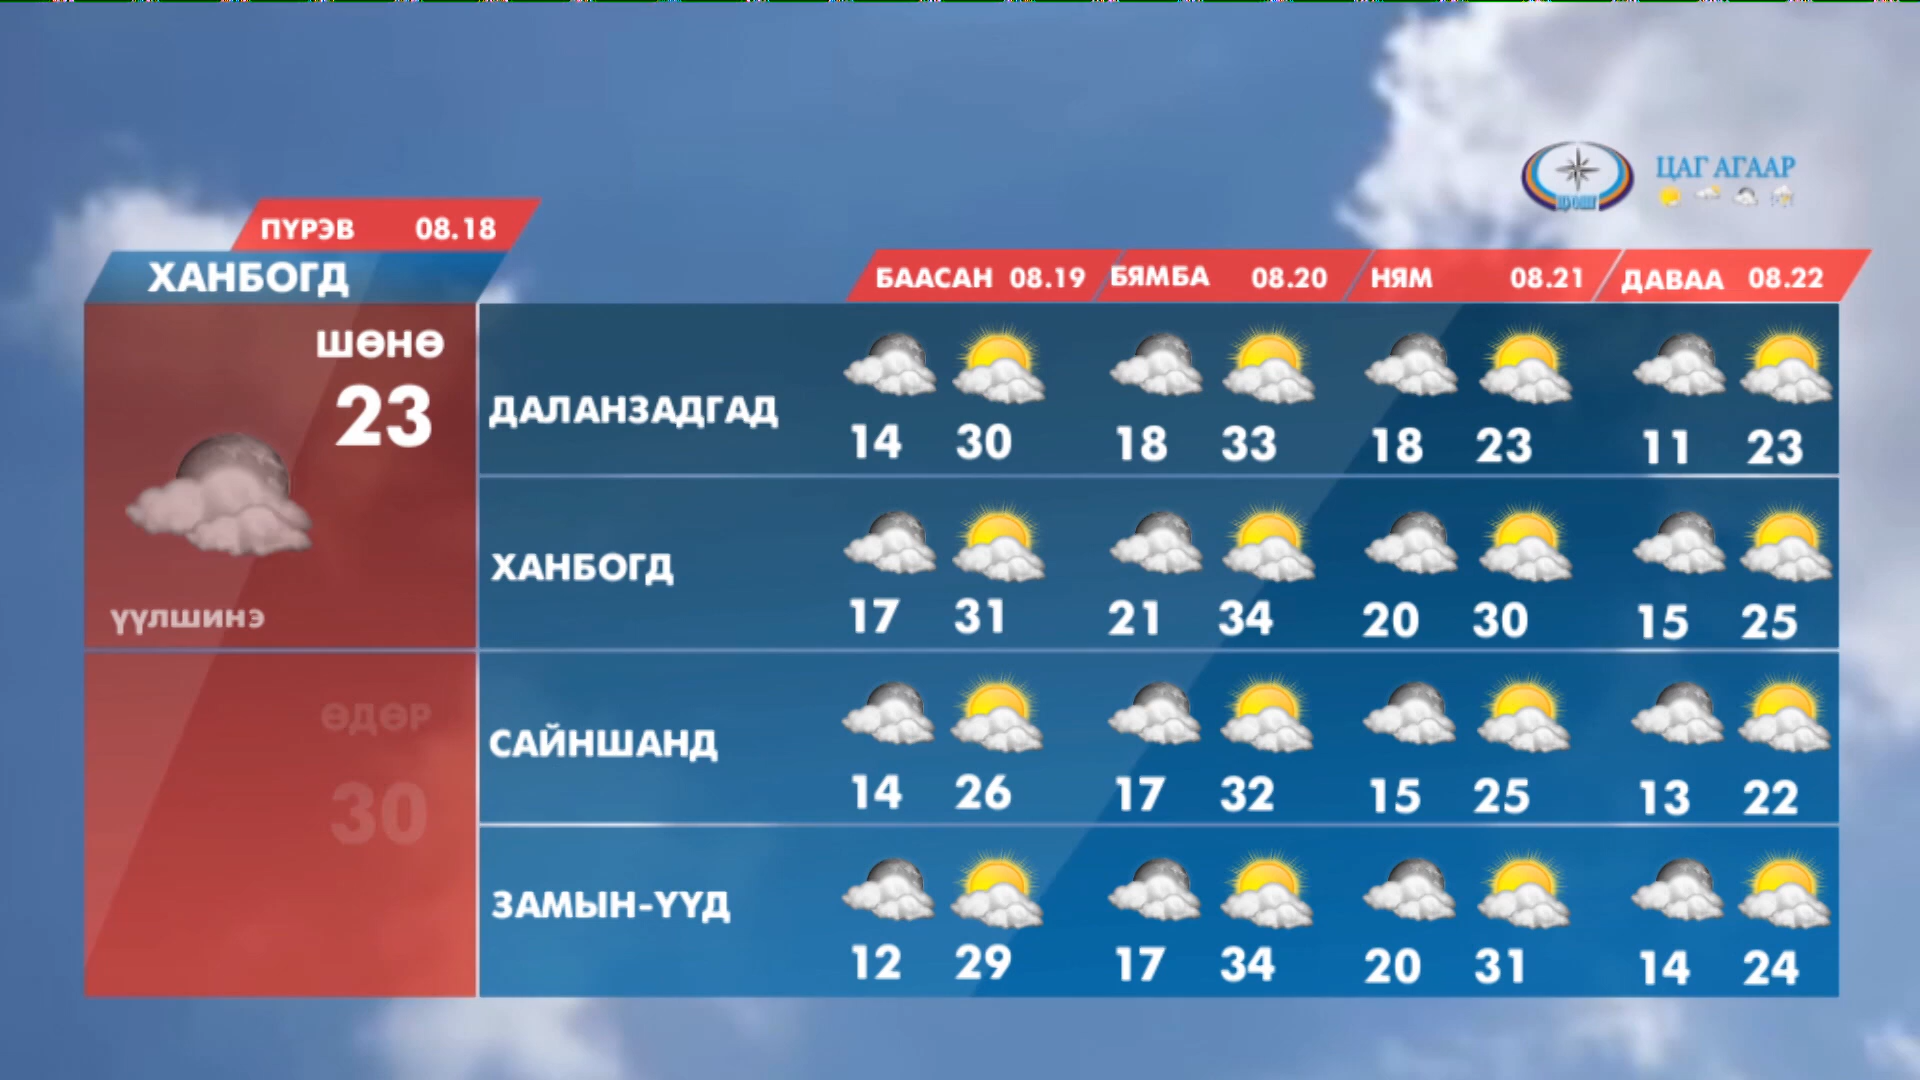 ЦАГ АГААР
ПҮРЭВ 08.18
ХАНБОГД
ШӨНӨ
23
үүлшинэ
ӨДӨР
30
БААСАН 08.19 БЯМБА 08.20 НЯМ 08.21 ДАВАА 08.22
ДАЛАНЗАДГАД 14 30 18 33 18 23 11 23
ХАНБОГД 17 31 21 34 20 30 15 25
САЙНШАНД 14 26 17 32 15 25 13 22
ЗАМЫН-ҮҮД 12 29 17 34 20 31 14 24